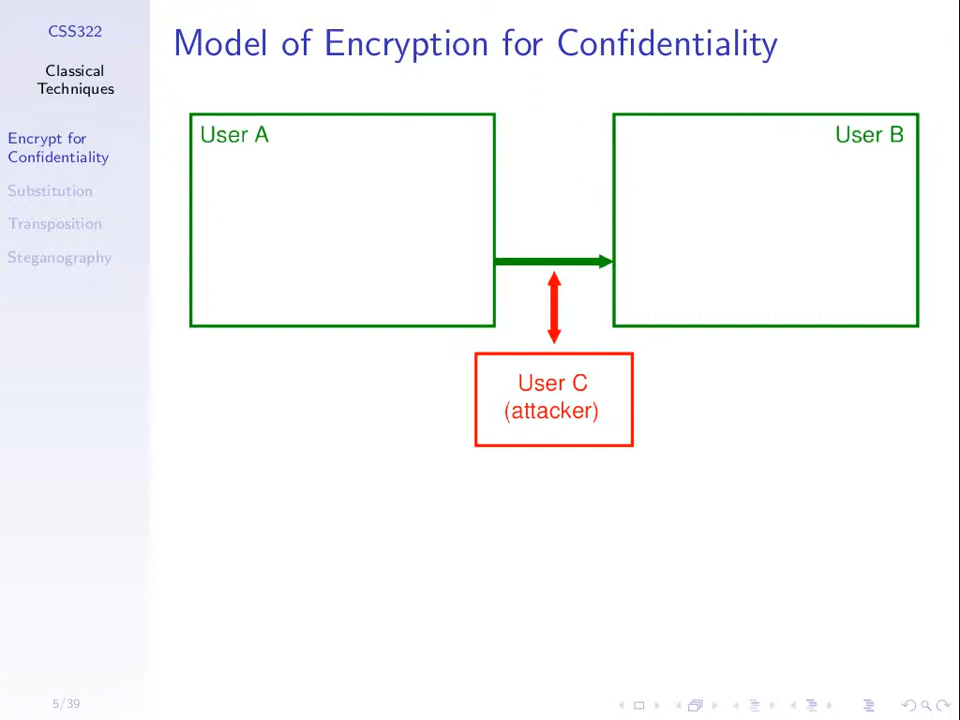 CSS322
Classical
Techniques
Encrypt for
Confidentiality
Substitution
Transposition
Steganography
Model of Encryption for Confidentiality
User A
User B
User C
(attacker)
5/39